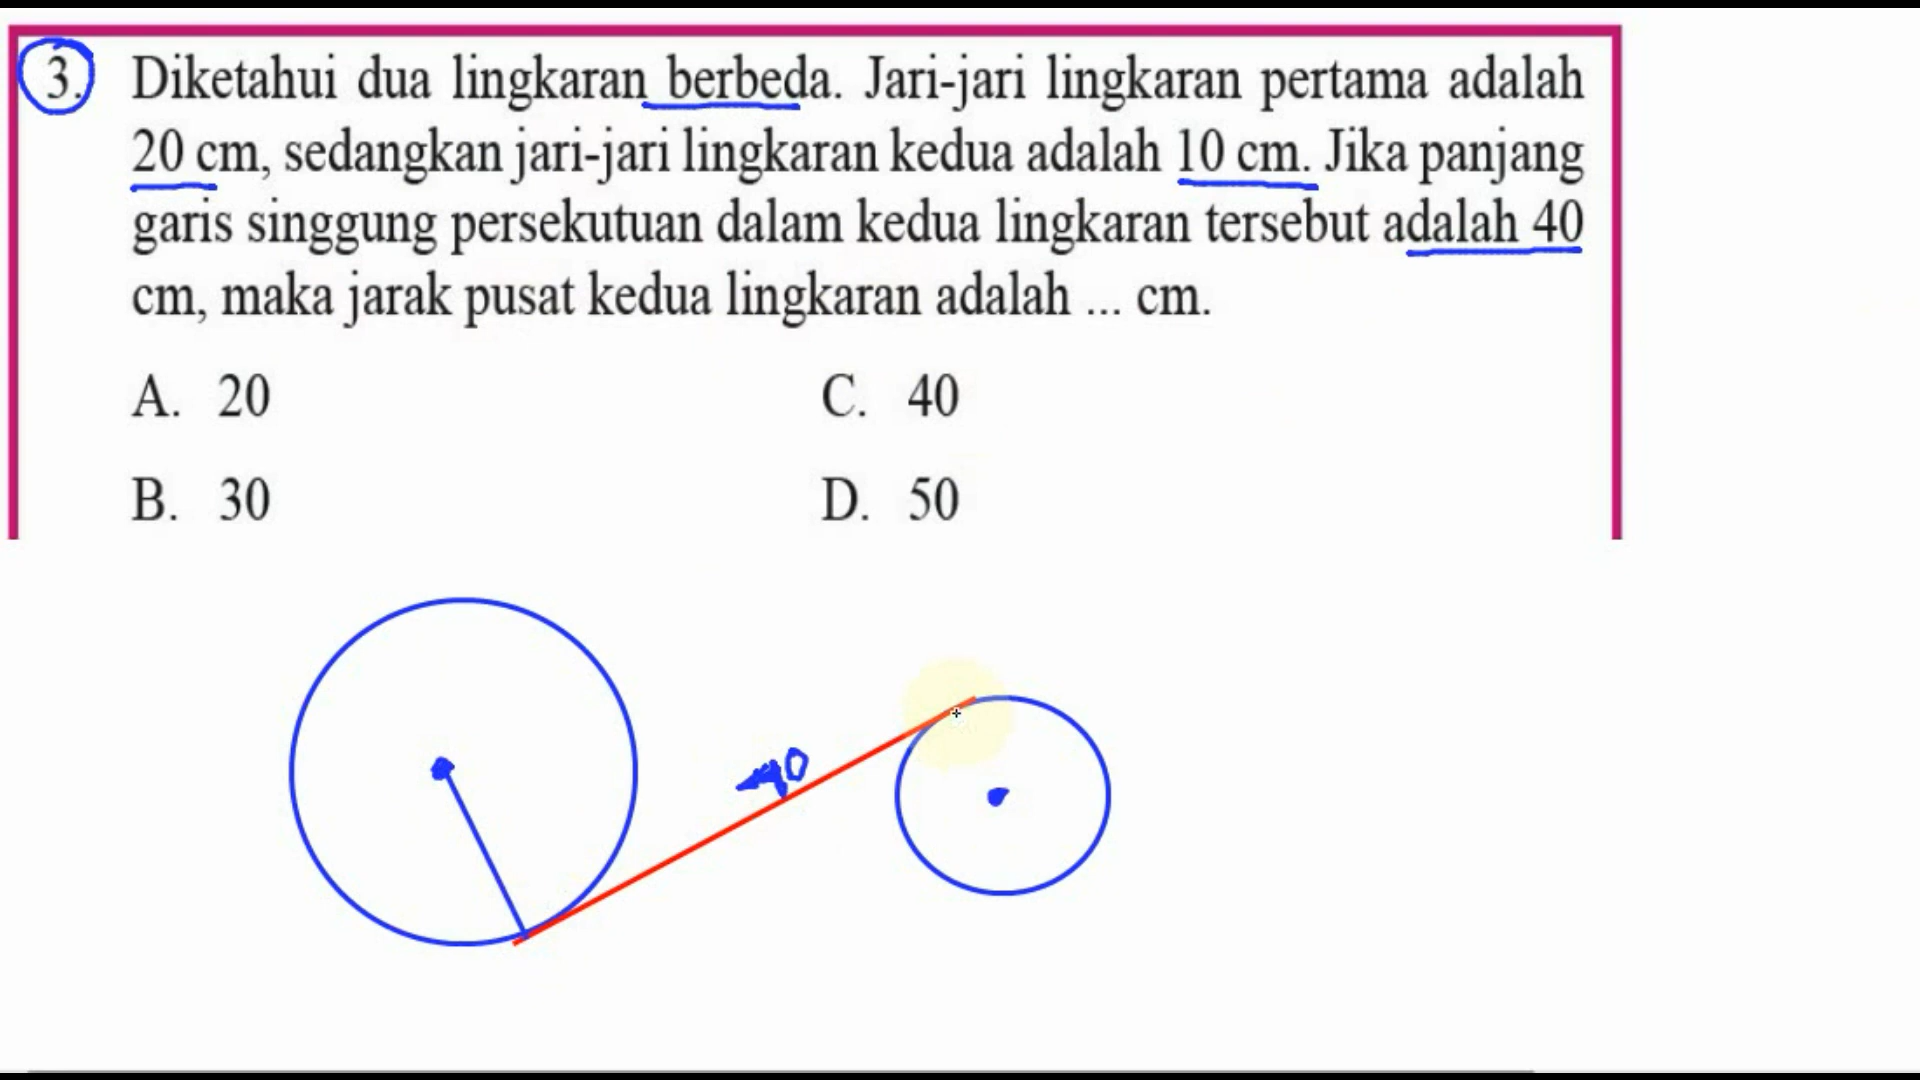 3. Diketahui dua lingkaran berbeda. Jari-jari lingkaran pertama adalah
20 cm, sedangkan jari-jari lingkaran kedua adalah 10 cm. Jika panjang
garis singgung persekutuan dalam kedua lingkaran tersebut adalah 40
cm, maka jarak pusat kedua lingkaran adalah ... cm.
A. 20
C. 40
B. 30
D. 50
40